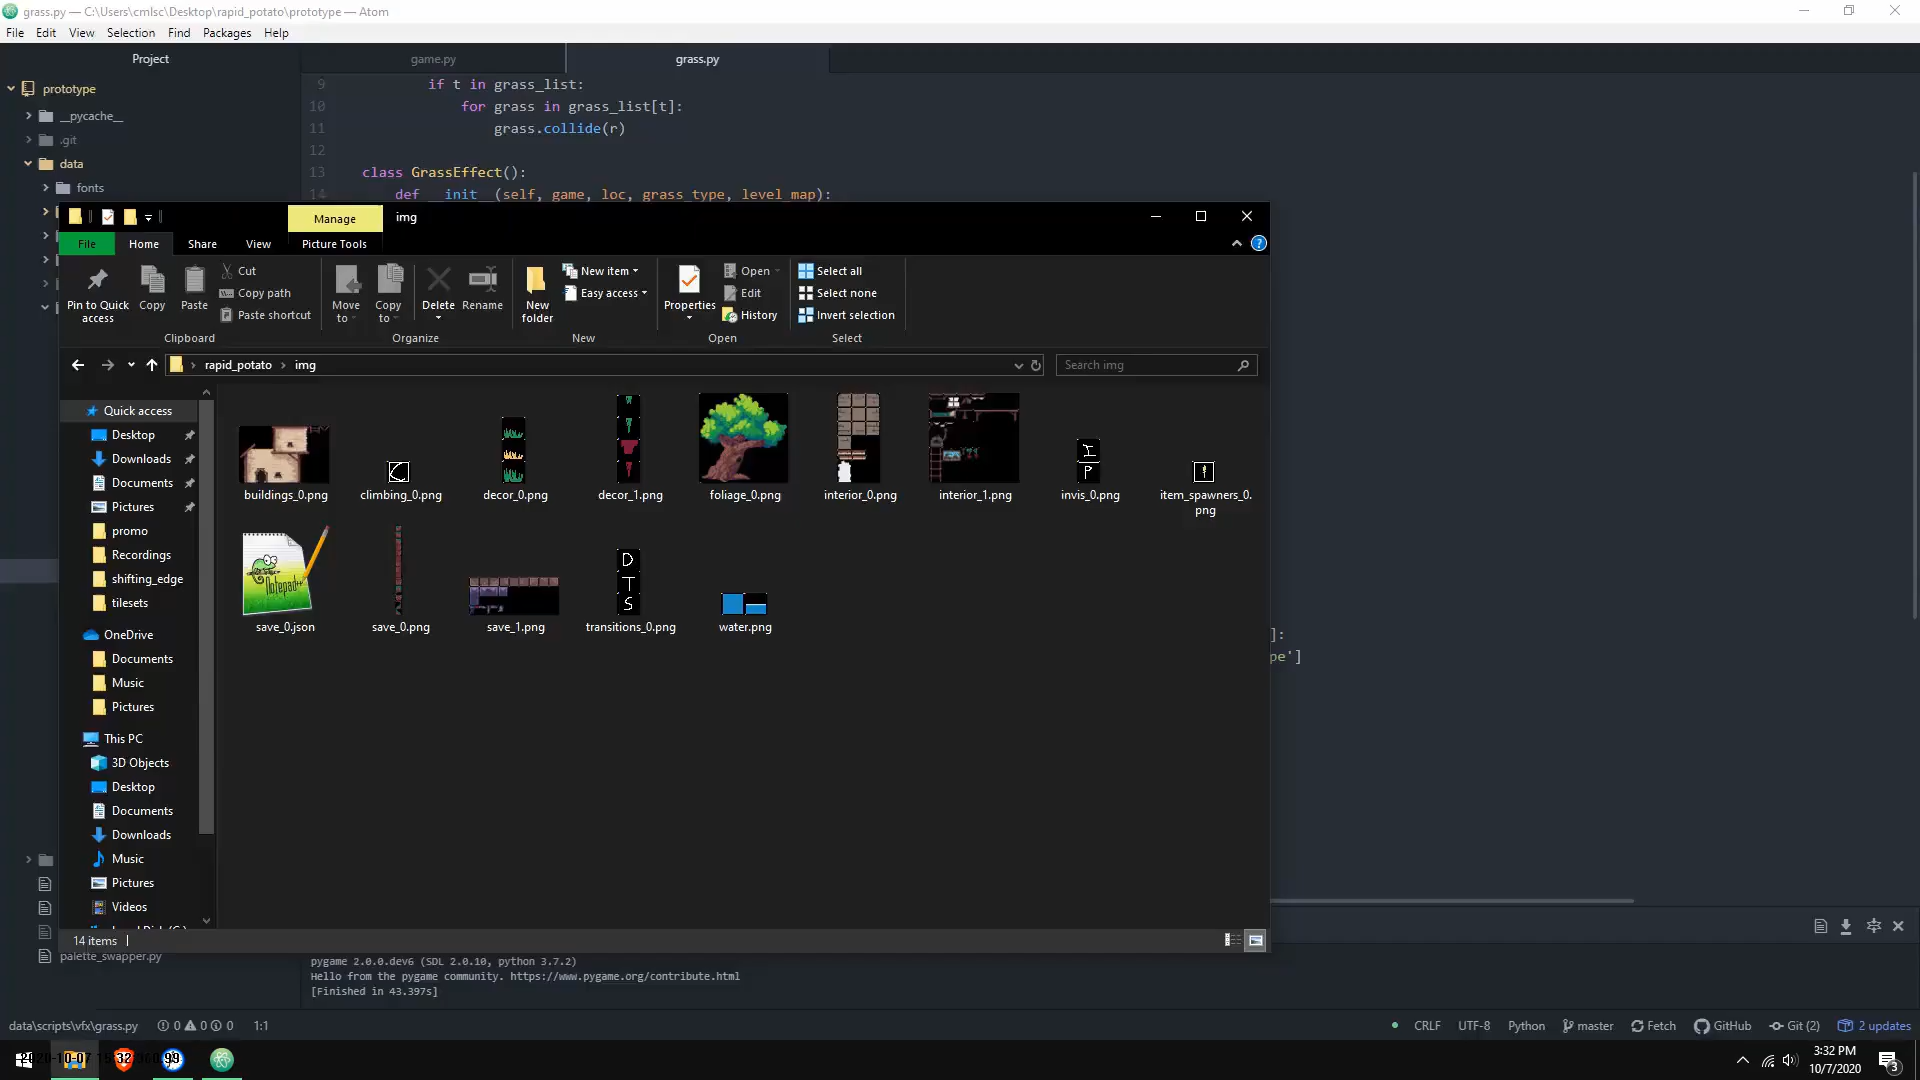 grass.py — C:\Users\cmlsc\Desktop\rapid_potato\prototype — Atom
File Edit View Selection Find Packages Help
Project
game.py
grass.py
prototype
__pycache__
.git
data
fonts
9 if t in grass_list:
10 for grass in grass_list[t]:
11 grass.collide(r)
12
13 class GrassEffect():
14 def __init__(self, game, loc, grass_type, level_map):
Manage img
File Home Share View Picture Tools
Pin to Quick access
Copy
Paste
Cut
Copy path
Paste shortcut
Clipboard
Move to
Copy to
Delete
Rename
Organize
New folder
New item
Easy access
New
Properties
Open
Edit
History
Open
Select all
Select none
Invert selection
Select
rapid_potato › img
Search img
Quick access
Desktop
Downloads
Documents
Pictures
promo
Recordings
shifting_edge
tilesets
OneDrive
Documents
Music
Pictures
This PC
3D Objects
Desktop
Documents
Downloads
Music
Pictures
Videos
buildings_0.png
climbing_0.png
decor_0.png
decor_1.png
foliage_0.png
interior_0.png
interior_1.png
I
P
invis_0.png
item_spawners_0.
png
Notepad++
save_0.json
save_0.png
save_1.png
D
T
S
transitions_0.png
water.png
]:
pe']
14 items
palette_swapper.py
pygame 2.0.0.dev6 (SDL 2.0.10, python 3.7.2)
Hello from the pygame community. https://www.pygame.org/contribute.html
[Finished in 43.397s]
data\scripts\vfx\grass.py 0 0 0 1:1 CRLF UTF-8 Python master Fetch GitHub Git (2) 2 updates
3:32 PM
10/7/2020
3